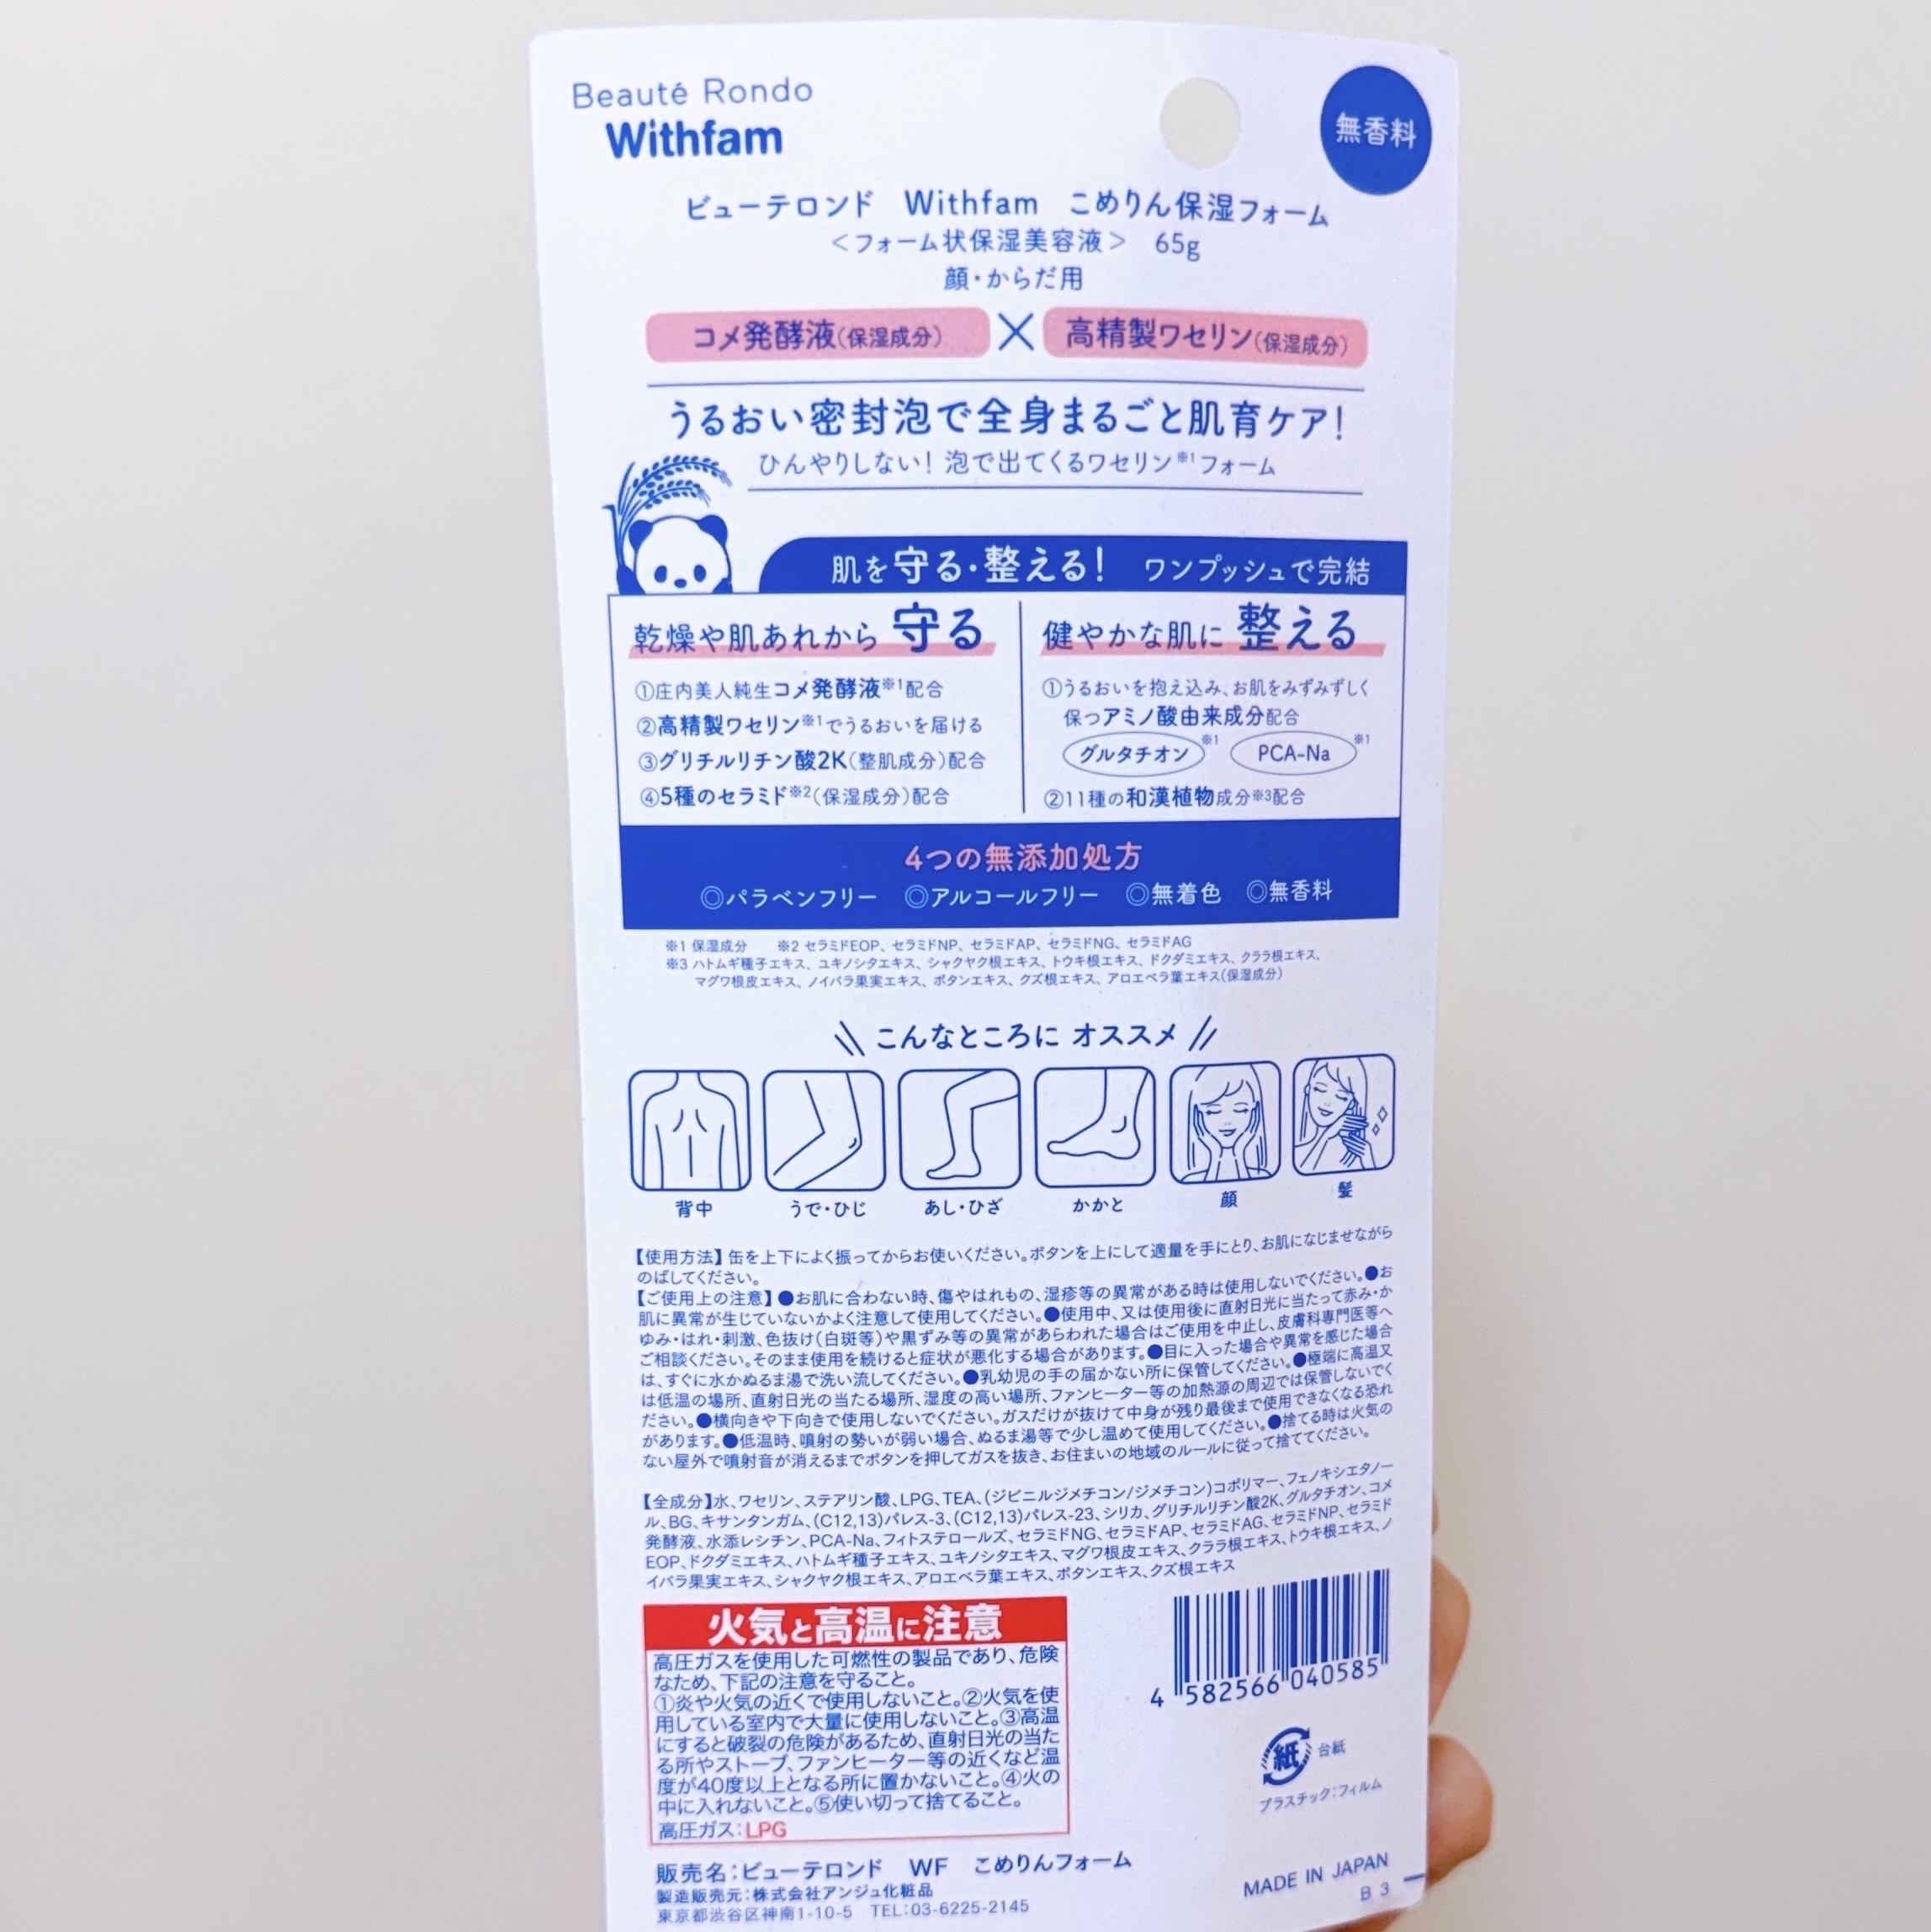 Beauté Rondo
Withfam
無香料
ビューテロンド Withfam こめりん保湿フォーム
＜フォーム状保湿美容液＞ 65g
顔・からだ用
コメ発酵液(保湿成分) × 高精製ワセリン(保湿成分)
うるおい密封泡で全身まるごと肌育ケア!
ひんやりしない! 泡で出てくるワセリン※1フォーム
肌を守る・整える! ワンプッシュで完結
乾燥や肌あれから 守る
①庄内美人純生コメ発酵液※1配合
②高精製ワセリン※1でうるおいを届ける
③グリチルリチン酸2K(整肌成分)配合
④5種のセラミド※2(保湿成分)配合
健やかな肌に 整える
①うるおいを抱え込み、お肌をみずみずしく
保つアミノ酸由来成分配合
グルタチオン※1 PCA-Na※1
②11種の和漢植物成分※3配合
4つの無添加処方
◎パラベンフリー ◎アルコールフリー ◎無着色 ◎無香料
※1 保湿成分 ※2 セラミドEOP、セラミドNP、セラミドAP、セラミドNG、セラミドAG
※3 ハトムギ種子エキス、ユキノシタエキス、シャクヤク根エキス、トウキ根エキス、ドクダミエキス、クララ根エキス、
マグワ根皮エキス、ノイバラ果実エキス、ボタンエキス、クズ根エキス、アロエベラ葉エキス(保湿成分)
こんなところに オススメ
背中 うで・ひじ あし・ひざ かかと 顔 髪
【使用方法】缶を上下によく振ってからお使いください。ボタンを上にして適量を手にとり、お肌になじませながら
のばしてください。
【ご使用上の注意】●お肌に合わない時、傷やはれもの、湿疹等の異常がある時は使用しないでください。●お
肌に異常が生じていないかよく注意して使用してください。●使用中、又は使用後に直射日光に当たって赤み・か
ゆみ・はれ・刺激、色抜け(白斑等)や黒ずみ等の異常があらわれた場合はご使用を中止し、皮膚科専門医等へ
ご相談ください。そのまま使用を続けると症状が悪化する場合があります。●目に入った場合や異常を感じた場合
は、すぐに水かぬるま湯で洗い流してください。●乳幼児の手の届かない所に保管してください。●極端に高温又
は低温の場所、直射日光の当たる場所、湿度の高い場所、ファンヒーター等の加熱源の周辺では保管しないでく
ださい。●横向きや下向きで使用しないでください。ガスだけが抜けて中身が残り最後まで使用できなくなる恐れ
があります。●低温時、噴射の勢いが弱い場合、ぬるま湯等で少し温めて使用してください。●捨てる時は火気の
ない屋外で噴射音が消えるまでボタンを押してガスを抜き、お住まいの地域のルールに従って捨ててください。
【全成分】水、ワセリン、ステアリン酸、LPG、TEA、(ジビニルジメチコン/ジメチコン)コポリマー、フェノキシエタノー
ル、BG、キサンタンガム、(C12,13)パレス-3、(C12,13)パレス-23、シリカ、グリチルリチン酸2K、グルタチオン、コメ
発酵液、水添レシチン、PCA-Na、フィトステロールズ、セラミドNG、セラミドAP、セラミドAG、セラミドNP、セラミド
EOP、ドクダミエキス、ハトムギ種子エキス、ユキノシタエキス、マグワ根皮エキス、クララ根エキス、トウキ根エキス、ノ
イバラ果実エキス、シャクヤク根エキス、アロエベラ葉エキス、ボタンエキス、クズ根エキス
火気と高温に注意
高圧ガスを使用した可燃性の製品であり、危険
なため、下記の注意を守ること。
①炎や火気の近くで使用しないこと。②火気を使
用している室内で大量に使用しないこと。③高温
にすると破裂の危険があるため、直射日光の当た
る所やストーブ、ファンヒーター等の近くなど温
度が40度以上となる所に置かないこと。④火の
中に入れないこと。⑤使い切って捨てること。
高圧ガス:LPG
4 582566 040585
紙 台紙
プラスチック:フィルム
販売名:ビューテロンド WF こめりんフォーム
製造販売元:株式会社アンジュ化粧品
東京都渋谷区神南1-10-5 TEL:03-6225-2145
MADE IN JAPAN
B 3